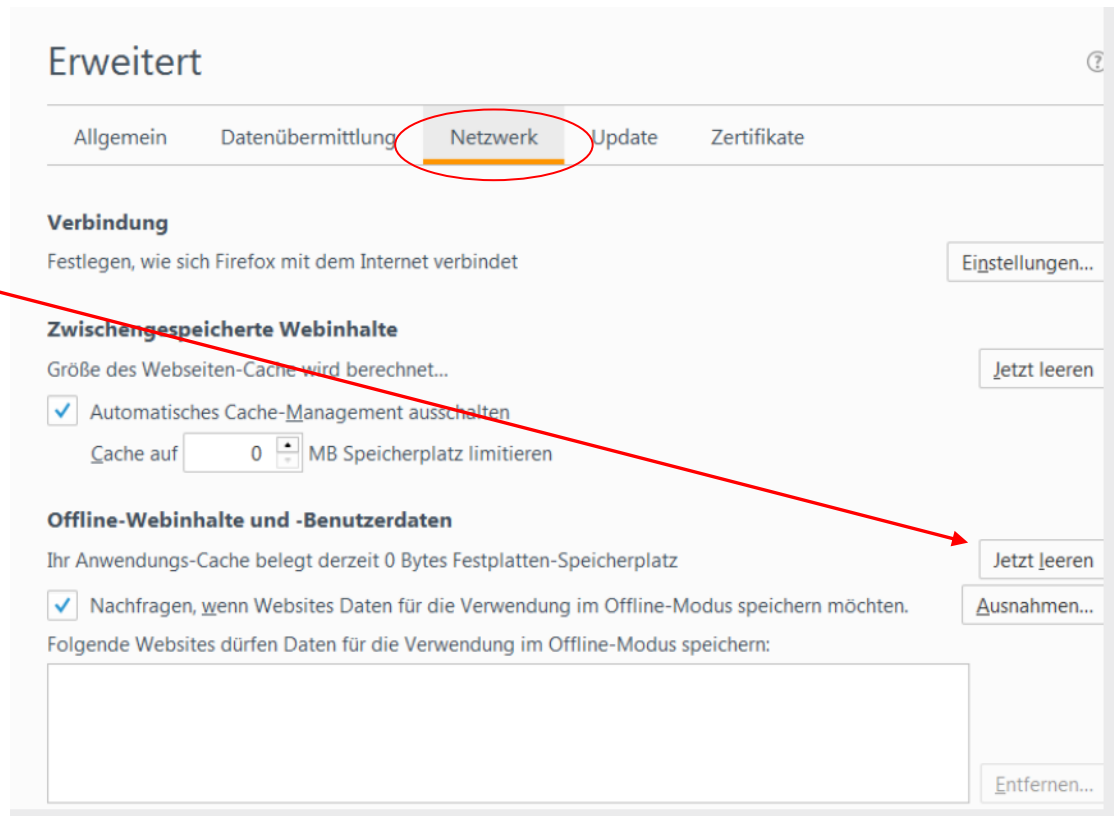 Erweitert
?
Allgemein Datenübermittlung Netzwerk Update Zertifikate
Verbindung
Festlegen, wie sich Firefox mit dem Internet verbindet Einstellungen...
Zwischengespeicherte Webinhalte
Größe des Webseiten-Cache wird berechnet... Jetzt leeren
Automatisches Cache-Management ausschalten
Cache auf 0 MB Speicherplatz limitieren
Offline-Webinhalte und -Benutzerdaten
Ihr Anwendungs-Cache belegt derzeit 0 Bytes Festplatten-Speicherplatz Jetzt leeren
Nachfragen, wenn Websites Daten für die Verwendung im Offline-Modus speichern möchten. Ausnahmen...
Folgende Websites dürfen Daten für die Verwendung im Offline-Modus speichern:
Entfernen...